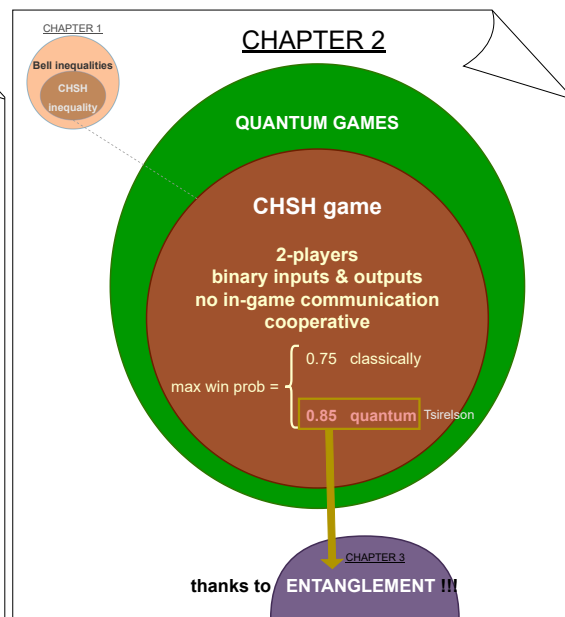 CHAPTER 1
CHAPTER 2
Bell inequalities
CHSH
inequality
QUANTUM GAMES
CHSH game
2-players
binary inputs & outputs
no in-game communication
cooperative
0.75 classically
max win prob =
0.85 quantum Tsirelson
CHAPTER 3
thanks to ENTANGLEMENT !!!